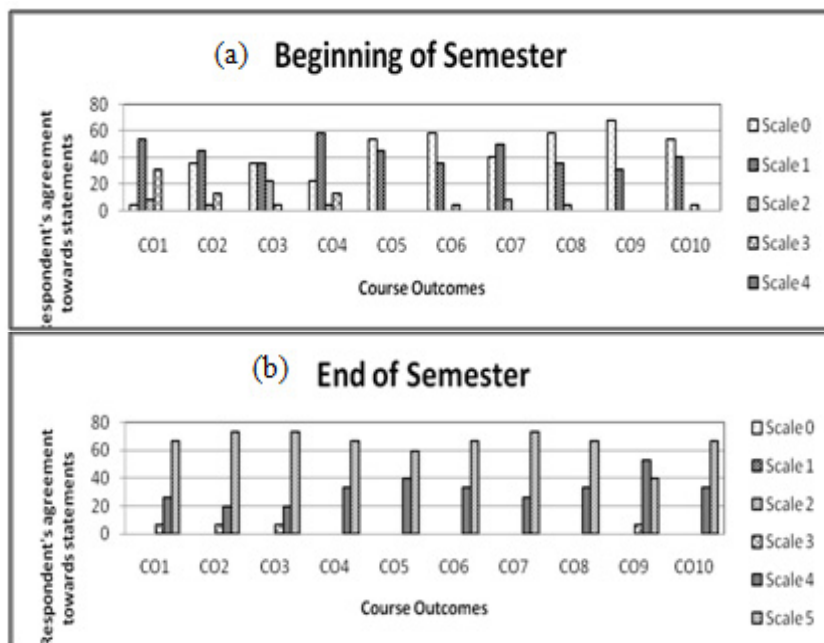 (a) Beginning of Semester
80
60
40
20
0
CO1 CO2 CO3 CO4 CO5 CO6 CO7 CO8 CO9 CO10
Course Outcomes
Respondent's agreement
towards statements
Scale 0
Scale 1
Scale 2
Scale 3
Scale 4
(b) End of Semester
80
60
40
20
0
CO1 CO2 CO3 CO4 CO5 CO6 CO7 CO8 CO9 CO10
Course Outcomes
Respondent's agreement
towards statements
Scale 0
Scale 1
Scale 2
Scale 3
Scale 4
Scale 5